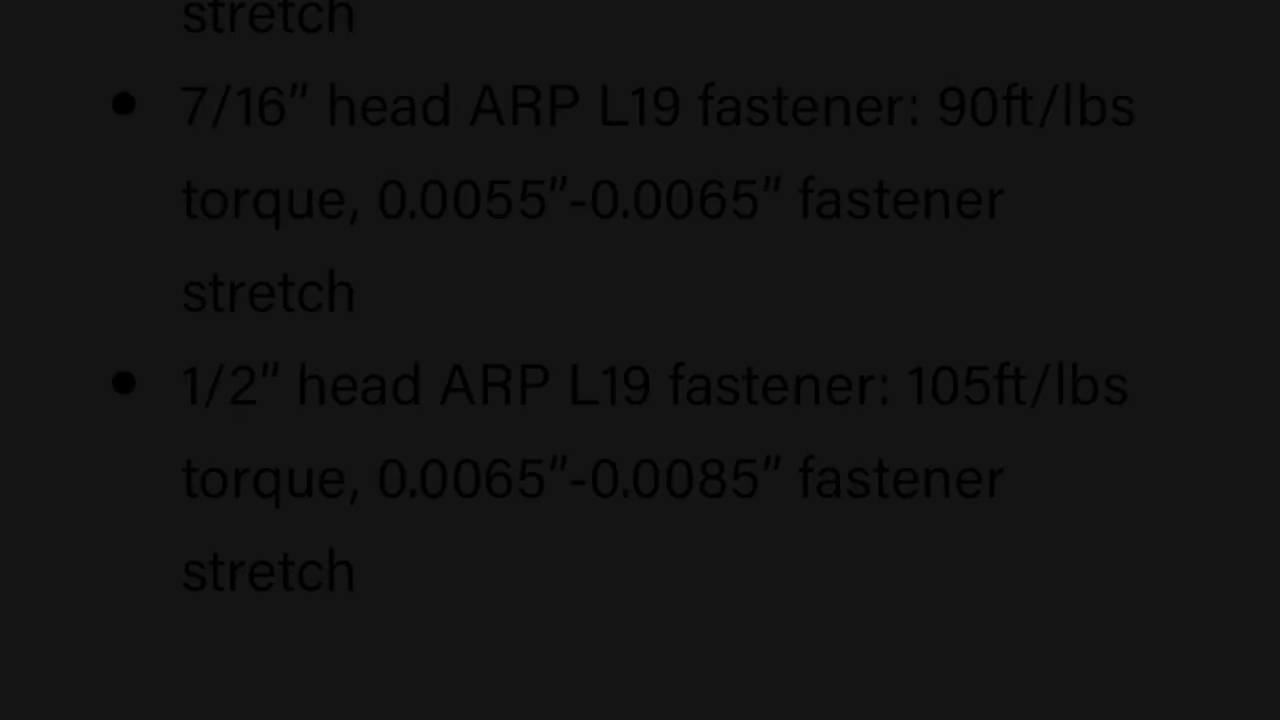 stretch
• 7/16” head ARP L19 fastener: 90ft/lbs
torque, 0.0055”-0.0065” fastener
stretch
• 1/2” head ARP L19 fastener: 105ft/lbs
torque, 0.0065”-0.0085” fastener
stretch